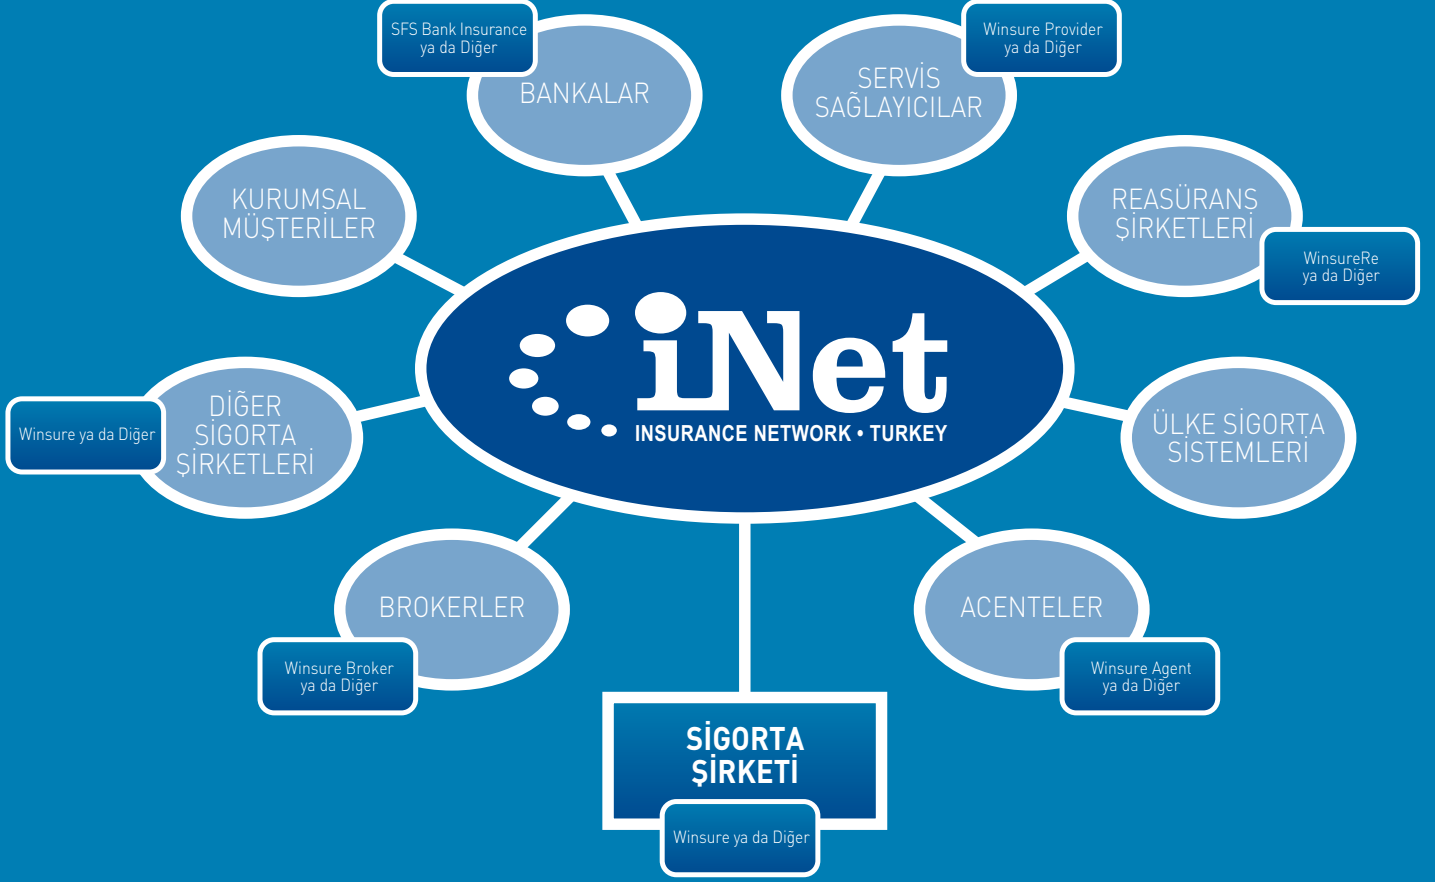 SFS Bank Insurance
ya da Diğer
BANKALAR
Winsure Provider
ya da Diğer
SERVİS
SAĞLAYICILAR
KURUMSAL
MÜŞTERİLER
REASÜRANS
ŞİRKETLERİ
WinsureRe
ya da Diğer
iNet
INSURANCE NETWORK • TURKEY
DİĞER
SİGORTA
ŞİRKETLERİ
Winsure ya da Diğer
ÜLKE SİGORTA
SİSTEMLERİ
BROKERLER
Winsure Broker
ya da Diğer
ACENTELER
Winsure Agent
ya da Diğer
SİGORTA
ŞİRKETİ
Winsure ya da Diğer